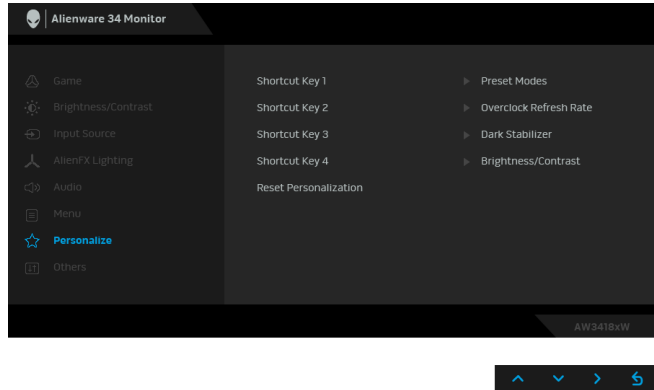 Alienware 34 Monitor
Game
Brightness/Contrast
Input Source
AlienFX Lighting
Audio
Menu
Personalize
Others
Shortcut Key 1 Preset Modes
Shortcut Key 2 Overclock Refresh Rate
Shortcut Key 3 Dark Stabilizer
Shortcut Key 4 Brightness/Contrast
Reset Personalization
AW3418xW